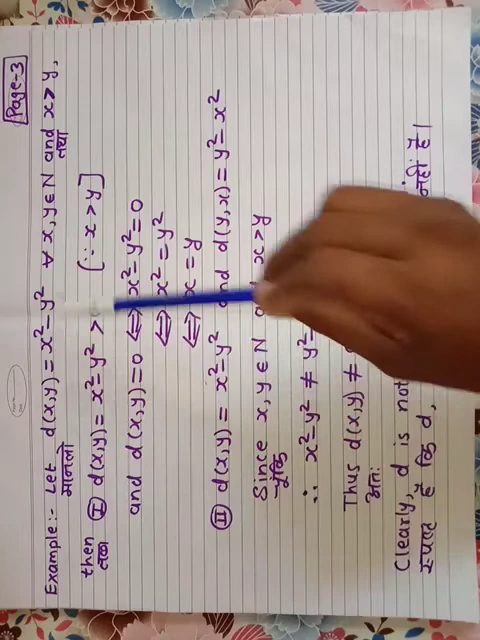 Page-3
Example:- Let d(x,y) = x²-y² ∀ x,y ∈ N and x > y,
मानलो तथा
then (I) d(x,y) = x²-y² > [∵ x > y]
तब
and d(x,y) = 0 ⟺ x²-y² = 0
⟺ x² = y²
⟺ x = y
(II) d(x,y) = x²-y² and d(y,x) = y²-x²
Since x,y ∈ N x > y
चूंकि
∴ x²-y² ≠ y²-
Thus d(x,y) ≠
अतः
Clearly, d is not
स्पष्ट है कि d, नहीं है।